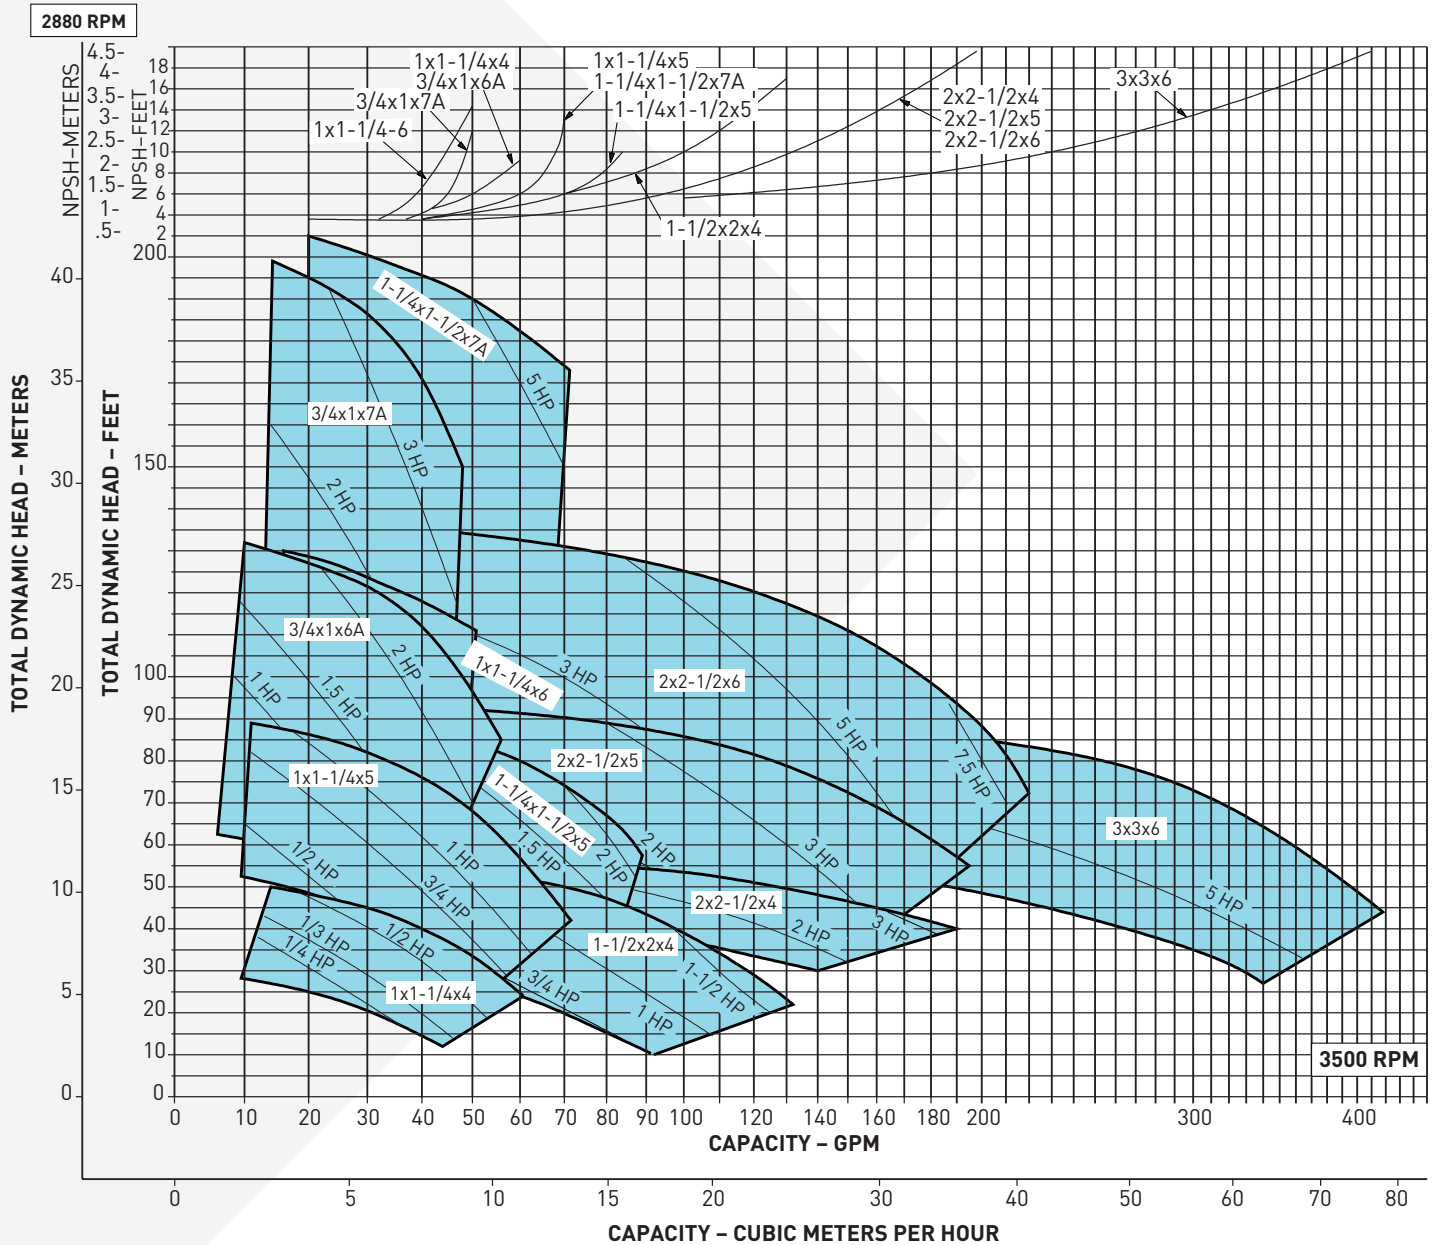 2880 RPM
4.5-
4-
3.5-
3-
2.5-
2-
1.5-
1-
.5-
NPSH–METERS
NPSH–FEET
18
16
14
12
10
8
6
4
2
1x1-1/4x4
3/4x1x6A
3/4x1x7A
1x1-1/4-6
1x1-1/4x5
1-1/4x1-1/2x7A
1-1/4x1-1/2x5
2x2-1/2x4
2x2-1/2x5
2x2-1/2x6
3x3x6
1-1/2x2x4
TOTAL DYNAMIC HEAD – METERS
40
35
30
25
20
15
10
5
0
TOTAL DYNAMIC HEAD – FEET
200
150
100
90
80
70
60
50
40
30
20
10
0
1-1/4x1-1/2x7A
5 HP
3/4x1x7A
3 HP
2 HP
3/4x1x6A
2 HP
1 HP
1.5 HP
1x1-1/4x6
3 HP
2x2-1/2x6
5 HP
7.5 HP
2x2-1/2x5
1x1-1/4x5
1-1/4x1-1/2x5
1.5 HP
2 HP
2 HP
3 HP
3x3x6
5 HP
1/2 HP
1 HP
3/4 HP
2x2-1/2x4
2 HP
3 HP
1/3 HP
1/4 HP
1/2 HP
1x1-1/4x4
1-1/2x2x4
3/4 HP
1-1/2 HP
1 HP
3500 RPM
0 10 20 30 40 50 60 70 80 90 100 120 140 160 180 200 300 400
CAPACITY – GPM
0 5 10 15 20 30 40 50 60 70 80
CAPACITY – CUBIC METERS PER HOUR